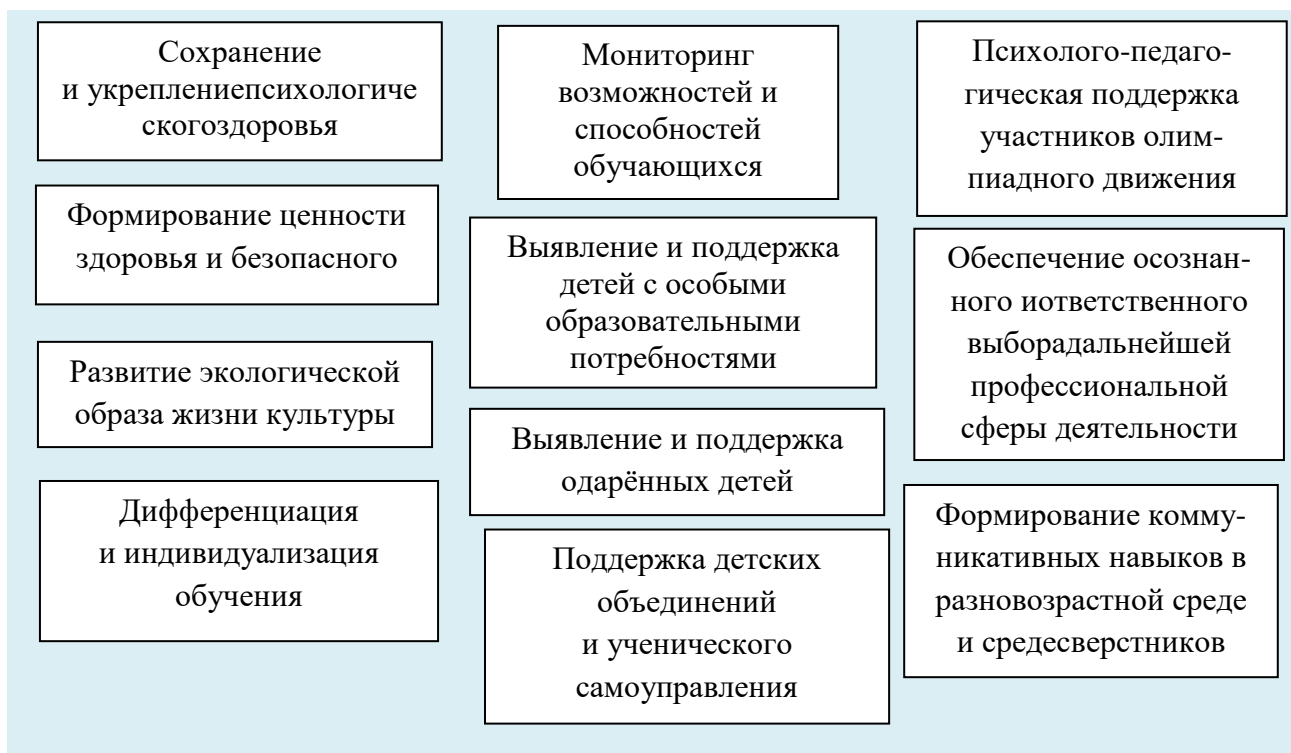 Сохранение
и укреплениепсихологиче
скогоздоровья
Формирование ценности
здоровья и безопасного
Развитие экологической
образа жизни культуры
Дифференциация
и индивидуализация
обучения
Мониторинг
возможностей и
способностей
обучающихся
Выявление и поддержка
детей с особыми
образовательными
потребностями
Выявление и поддержка
одарённых детей
Поддержка детских
объединений
и ученического
самоуправления
Психолого-педаго-
гическая поддержка
участников олим-
пиадного движения
Обеспечение осознан-
ного иответственного
выборадальнейшей
профессиональной
сферы деятельности
Формирование комму-
никативных навыков в
разновозрастной среде
и средесверстников